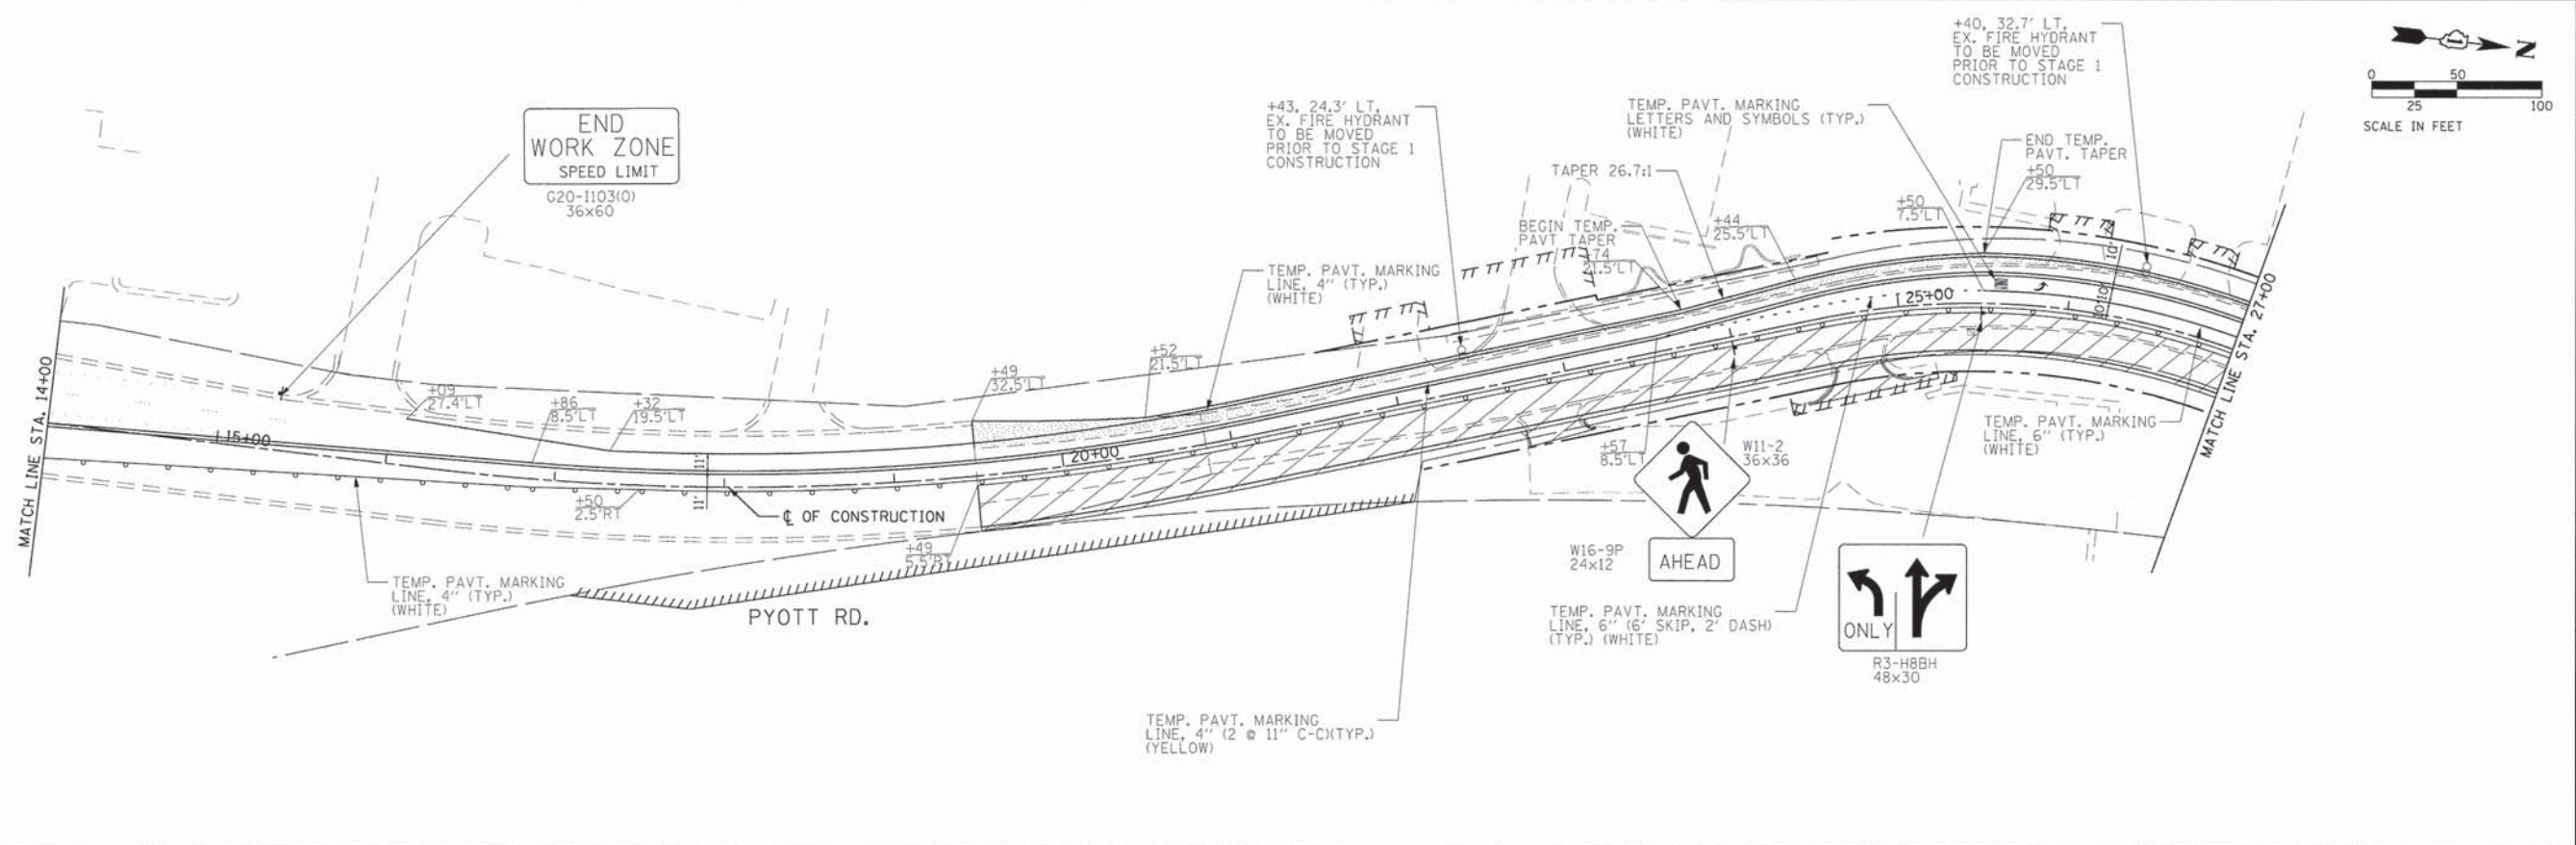 +40, 32.7' LT,
EX. FIRE HYDRANT
TO BE MOVED
PRIOR TO STAGE 1
CONSTRUCTION
N
0 50
25 100
SCALE IN FEET
END
WORK ZONE
SPEED LIMIT
G20-I103(0)
36x60
+43, 24.3' LT,
EX. FIRE HYDRANT
TO BE MOVED
PRIOR TO STAGE 1
CONSTRUCTION
TEMP. PAVT. MARKING
LETTERS AND SYMBOLS (TYP.)
(WHITE)
END TEMP.
PAVT. TAPER
+50
29.5'LT
TAPER 26.7:1
+50
7.5'LT
+44
25.5'LT
BEGIN TEMP.
PAVT TAPER
+74
21.5'LT
TEMP. PAVT. MARKING
LINE, 4" (TYP.)
(WHITE)
10'
10'
10'
25+00
MATCH LINE STA. 27+00
MATCH LINE STA. 14+00
+09
27.4'LT
+86
8.5'LT
+32
19.5'LT
+49
32.5'LT
+52
21.5'LT
15+00
11'
11'
20+00
+50
2.5'RT
℄ OF CONSTRUCTION
+49
5.5'RT
+57
8.5'LT
W11-2
36x36
TEMP. PAVT. MARKING
LINE, 6" (TYP.)
(WHITE)
TEMP. PAVT. MARKING
LINE, 4" (TYP.)
(WHITE)
PYOTT RD.
W16-9P
24x12
AHEAD
TEMP. PAVT. MARKING
LINE, 6" (6' SKIP, 2' DASH)
(TYP.) (WHITE)
ONLY
R3-H8BH
48x30
TEMP. PAVT. MARKING
LINE, 4" (2 @ 11" C-C)(TYP.)
(YELLOW)